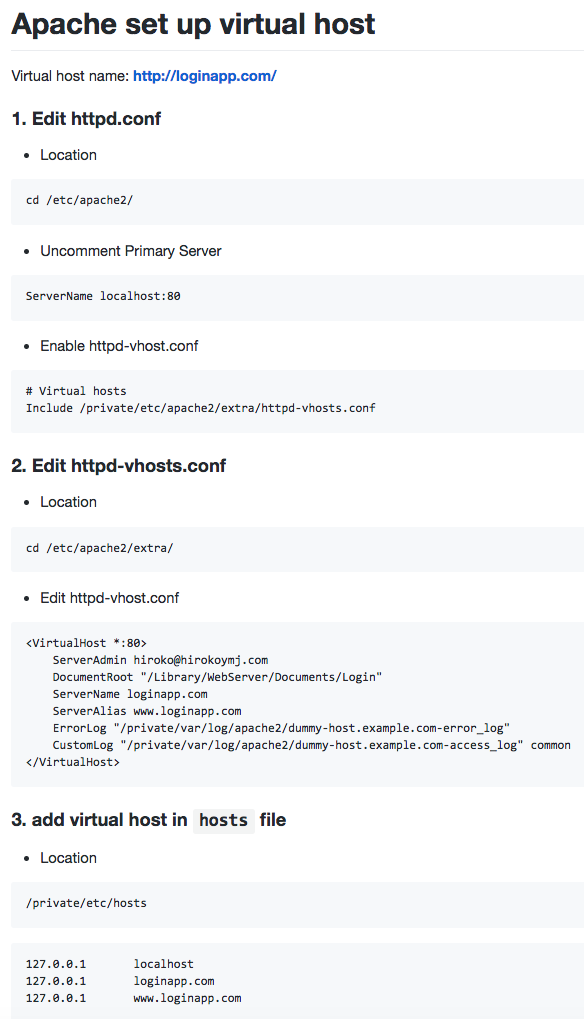 Apache set up virtual host
Virtual host name: http://loginapp.com/
1. Edit httpd.conf
• Location
cd /etc/apache2/
• Uncomment Primary Server
ServerName localhost:80
• Enable httpd-vhost.conf
# Virtual hosts
Include /private/etc/apache2/extra/httpd-vhosts.conf
2. Edit httpd-vhosts.conf
• Location
cd /etc/apache2/extra/
• Edit httpd-vhost.conf
<VirtualHost *:80>
    ServerAdmin hiroko@hirokoymj.com
    DocumentRoot "/Library/WebServer/Documents/Login"
    ServerName loginapp.com
    ServerAlias www.loginapp.com
    ErrorLog "/private/var/log/apache2/dummy-host.example.com-error_log"
    CustomLog "/private/var/log/apache2/dummy-host.example.com-access_log" common
</VirtualHost>
3. add virtual host in hosts file
• Location
/private/etc/hosts
127.0.0.1       localhost
127.0.0.1       loginapp.com
127.0.0.1       www.loginapp.com